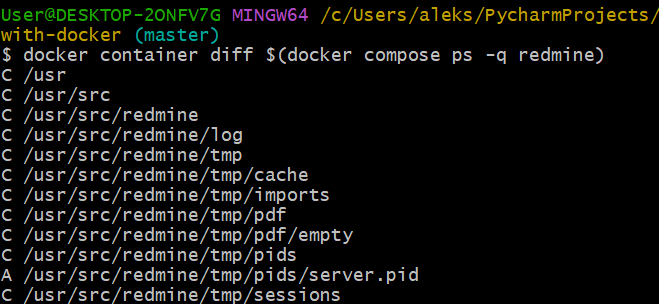 User@DESKTOP-2ONFV7G MINGW64 /c/Users/aleks/PycharmProjects/
with-docker (master)
$ docker container diff $(docker compose ps -q redmine)
C /usr
C /usr/src
C /usr/src/redmine
C /usr/src/redmine/log
C /usr/src/redmine/tmp
C /usr/src/redmine/tmp/cache
C /usr/src/redmine/tmp/imports
C /usr/src/redmine/tmp/pdf
C /usr/src/redmine/tmp/pdf/empty
C /usr/src/redmine/tmp/pids
A /usr/src/redmine/tmp/pids/server.pid
C /usr/src/redmine/tmp/sessions